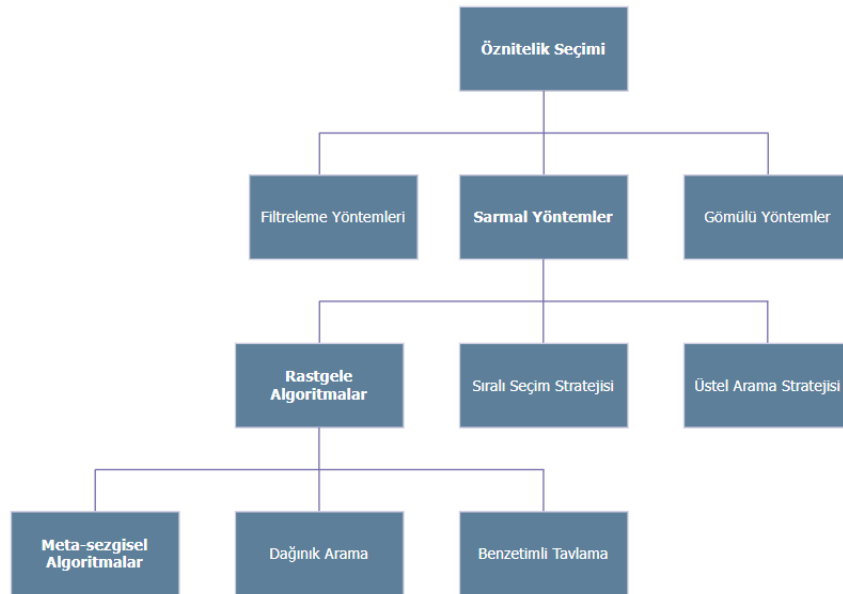 Öznitelik Seçimi
Filtreleme Yöntemleri
Sarmal Yöntemler
Gömülü Yöntemler
Rastgele
Algoritmalar
Sıralı Seçim Stratejisi
Üstel Arama Stratejisi
Meta-sezgisel
Algoritmalar
Dağınık Arama
Benzetimli Tavlama